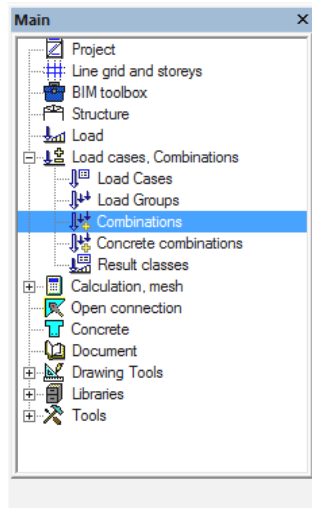 Main
Project
Line grid and storeys
BIM toolbox
Structure
Load
Load cases, Combinations
Load Cases
Load Groups
Combinations
Concrete combinations
Result classes
Calculation, mesh
Open connection
Concrete
Document
Drawing Tools
Libraries
Tools